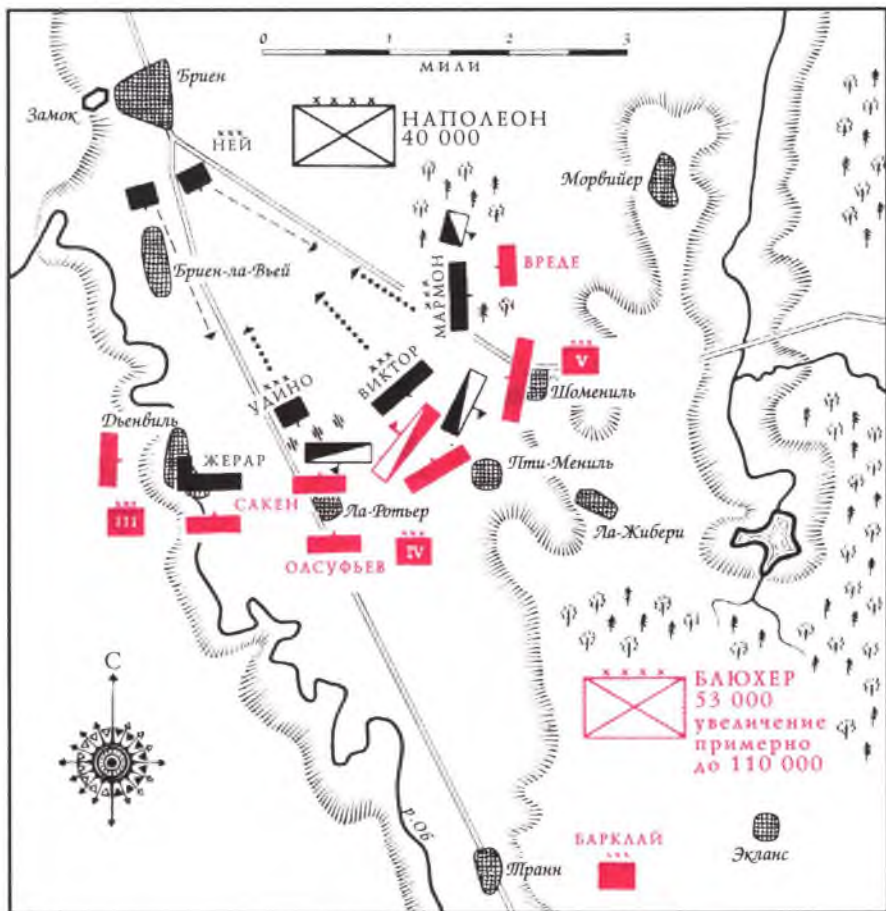 0 1 2 3
МИЛИ
Бриен
Замок
НЕЙ
НАПОЛЕОН
40 000
Морвийер
Бриен-ла-Вьей
МАРМОН
ВРЕДЕ
V
Шомениль
УДИНО
ВИКТОР
Дьенвиль
ЖЕРАР
Пти-Мениль
САКЕН
Ла-Ротьер
Ла-Жибери
III
ОЛСУФЬЕВ
IV
С
БЛЮХЕР
53 000
увеличение
примерно
до 110 000
р. Об
БАРКЛАЙ
Транн
Экланс